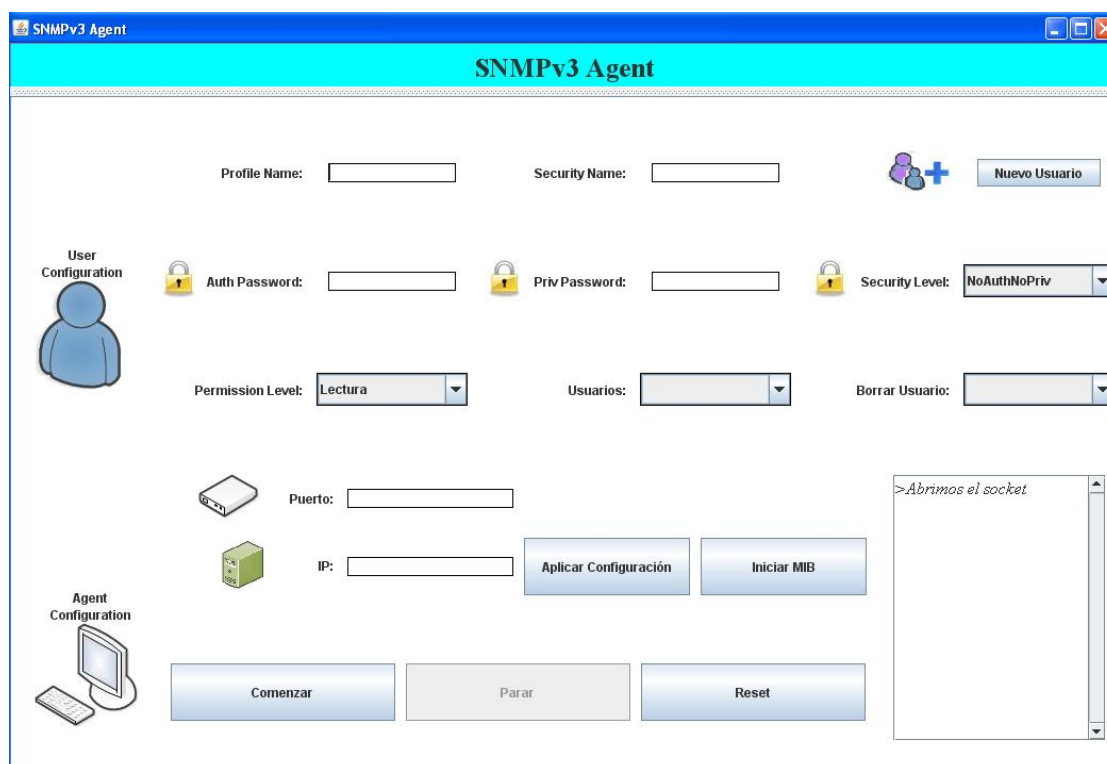 SNMPv3 Agent
SNMPv3 Agent
Profile Name:
Security Name:
Nuevo Usuario
User
Configuration
Auth Password:
Priv Password:
Security Level:
NoAuthNoPriv
Permission Level:
Lectura
Usuarios:
Borrar Usuario:
Puerto:
>Abrimos el socket
IP:
Aplicar Configuración
Iniciar MIB
Agent
Configuration
Comenzar
Parar
Reset